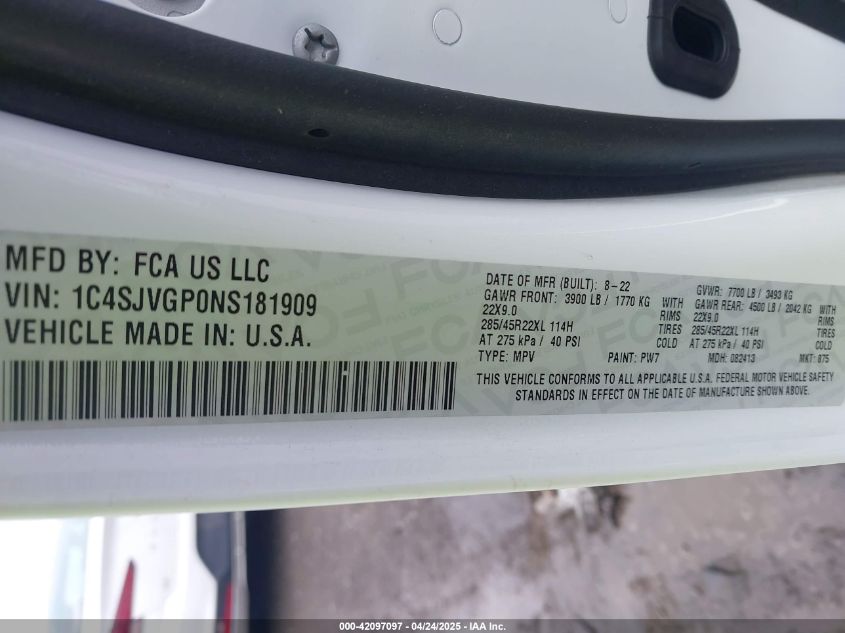 MFD BY: FCA US LLC
VIN: 1C4SJVGP0NS181909
VEHICLE MADE IN: U.S.A.
DATE OF MFR (BUILT): 8-22
GAWR FRONT: 3900 LB / 1770 KG WITH
22X9.0 RIMS
285/45R22XL 114H TIRES
AT 275 kPa / 40 PSI COLD
TYPE: MPV PAINT: PW7
GVWR: 7700 LB / 3493 KG
GAWR REAR: 4500 LB / 2042 KG WITH
22X9.0 RIMS
285/45R22XL 114H TIRES
AT 275 kPa / 40 PSI COLD
MDH: 082413 MKT: 875
THIS VEHICLE CONFORMS TO ALL APPLICABLE U.S.A. FEDERAL MOTOR VEHICLE SAFETY
STANDARDS IN EFFECT ON THE DATE OF MANUFACTURE SHOWN ABOVE.
000-42097097 - 04/24/2025 - IAA Inc.